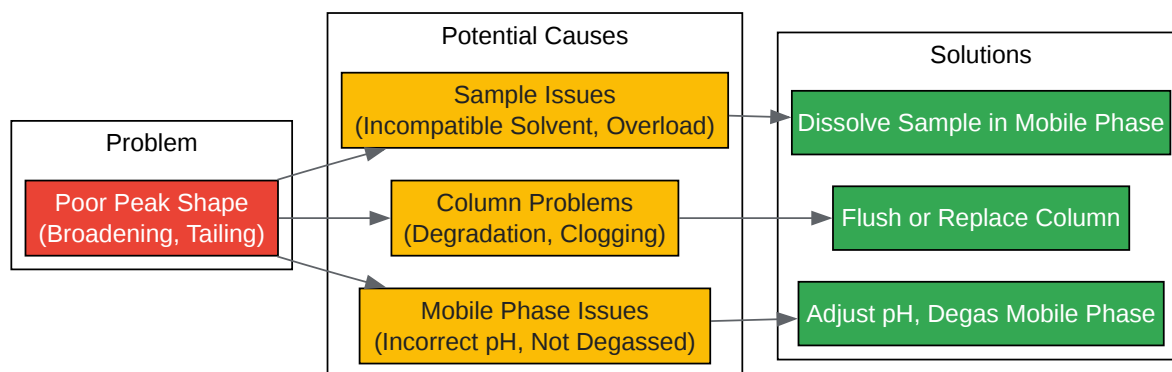 Problem
Poor Peak Shape
(Broadening, Tailing)
Potential Causes
Sample Issues
(Incompatible Solvent, Overload)
Column Problems
(Degradation, Clogging)
Mobile Phase Issues
(Incorrect pH, Not Degassed)
Solutions
Dissolve Sample in Mobile Phase
Flush or Replace Column
Adjust pH, Degas Mobile Phase